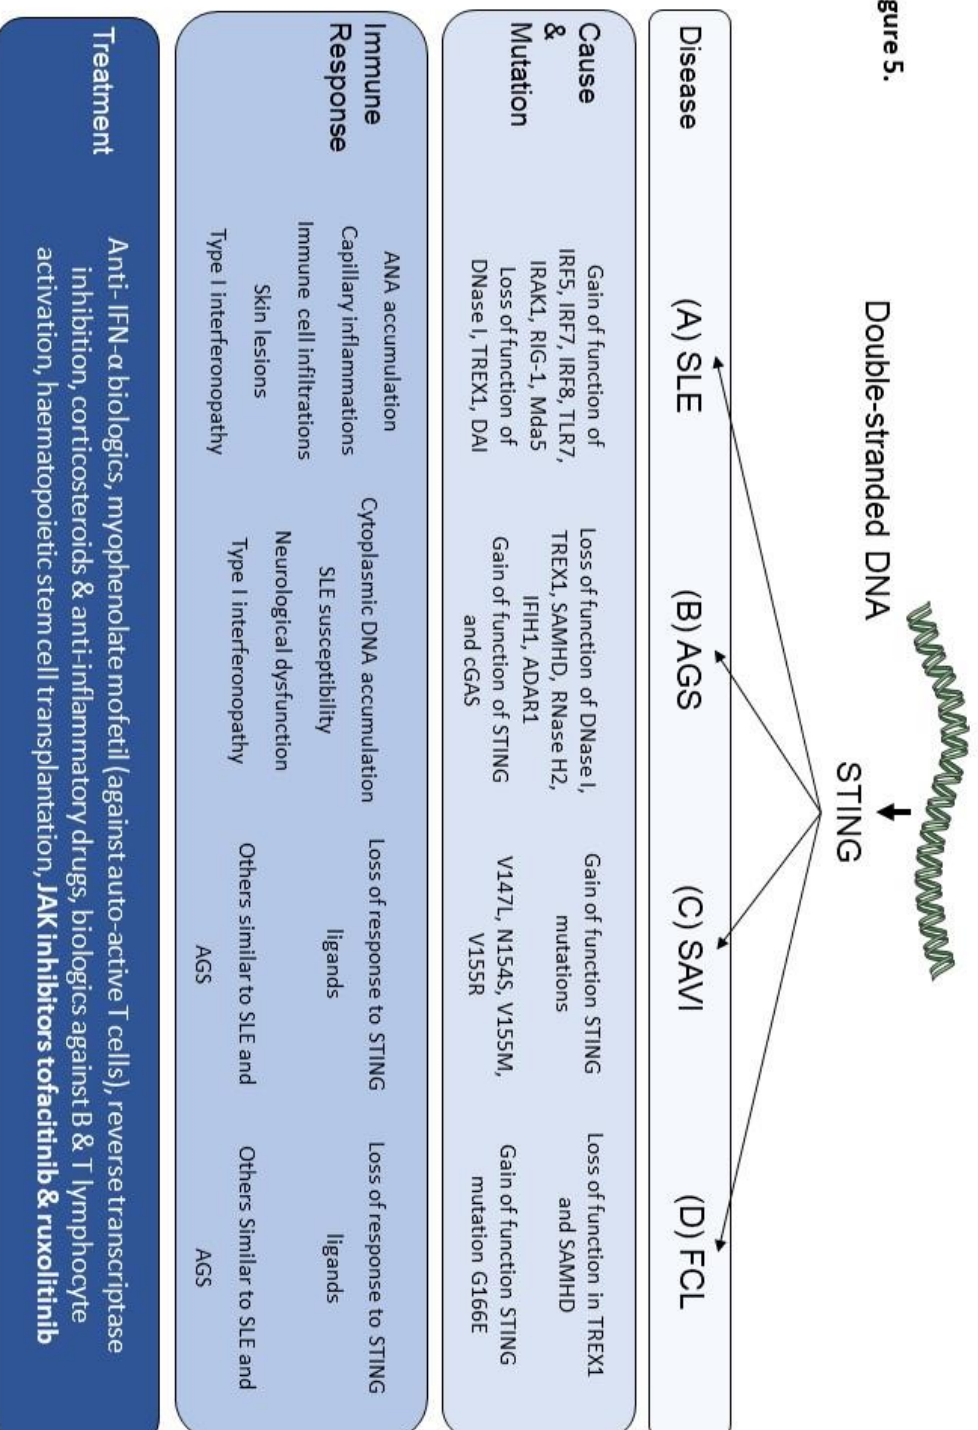 gure 5.
Double-stranded DNA
STING
Disease
(A) SLE
(B) AGS
(C) SAVI
(D) FCL
Cause
&
Mutation
Gain of function of
IRF5, IRF7, IRF8, TLR7,
IRAK1, RIG-1, Mda5
Loss of function of
DNase I, TREX1, DAI
Loss of function of DNase I,
TREX1, SAMHD, RNase H2,
IFIH1, ADAR1
Gain of function of STING
and cGAS
Gain of function STING
mutations
V147L, N154S, V155M,
V155R
Loss of function in TREX1
and SAMHD
Gain of function STING
mutation G166E
Immune
Response
ANA accumulation
Capillary inflammations
Immune cell infiltrations
Skin lesions
Type I interferonopathy
Cytoplasmic DNA accumulation
SLE susceptibility
Neurological dysfunction
Type I interferonopathy
Loss of response to STING
ligands
Others similar to SLE and
AGS
Loss of response to STING
ligands
Others Similar to SLE and
AGS
Treatment
Anti- IFN-α biologics, myophenolate mofetil (against auto-active T cells), reverse transcriptase
inhibition, corticosteroids & anti-inflammatory drugs, biologics against B & T lymphocyte
activation, haematopoietic stem cell transplantation, JAK inhibitors tofacitinib & ruxolitinib